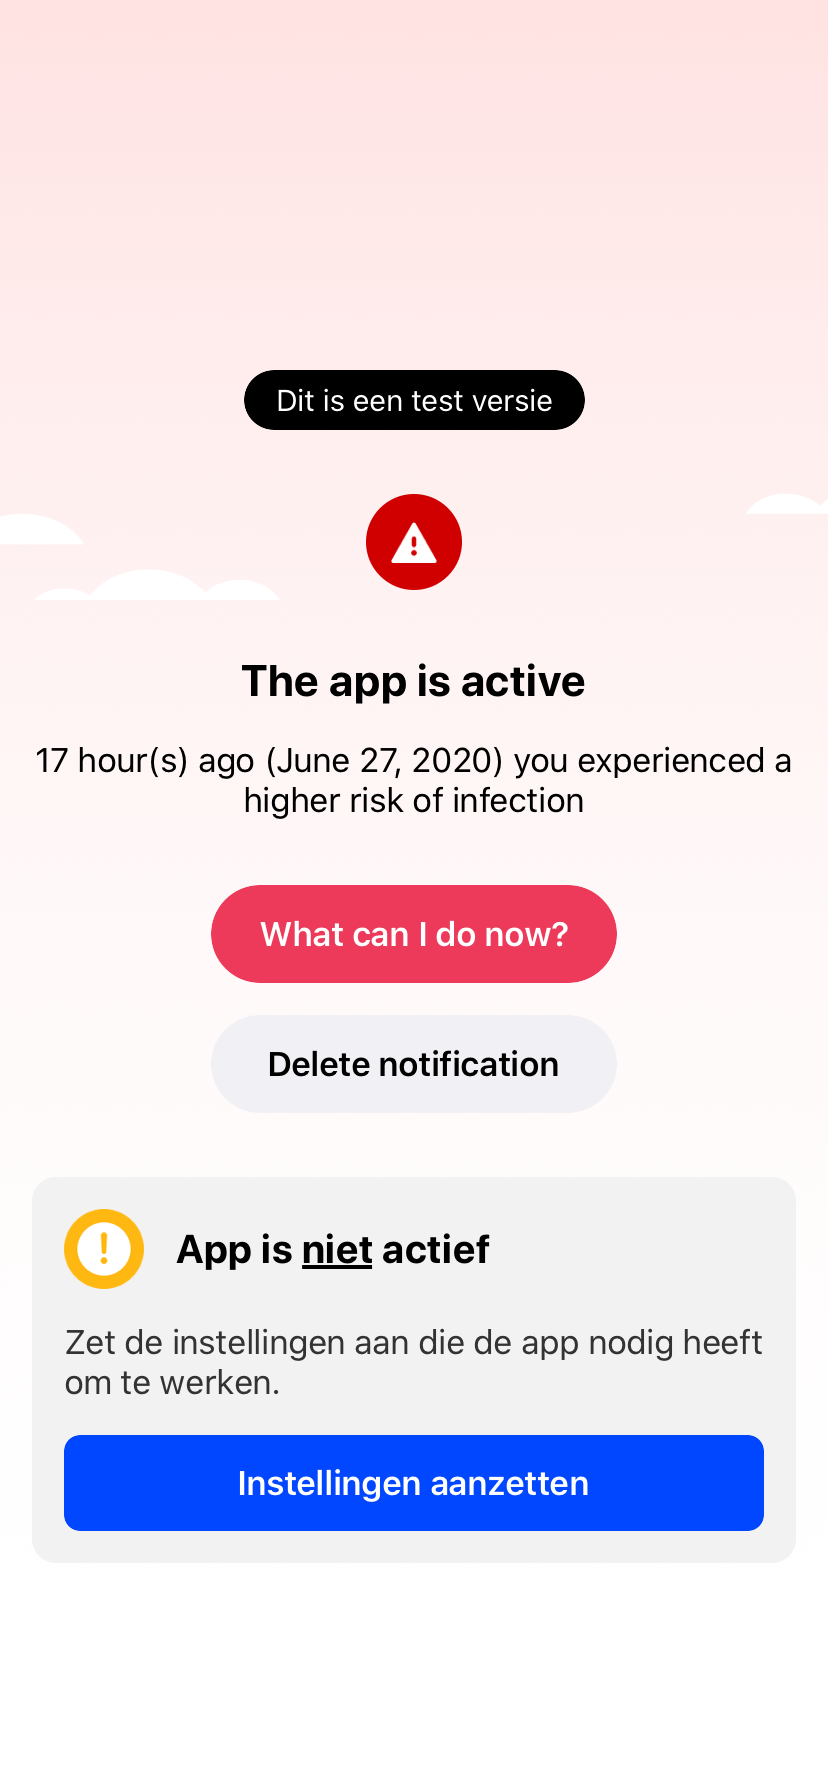 Dit is een test versie
The app is active
17 hour(s) ago (June 27, 2020) you experienced a
higher risk of infection
What can I do now?
Delete notification
App is niet actief
Zet de instellingen aan die de app nodig heeft
om te werken.
Instellingen aanzetten